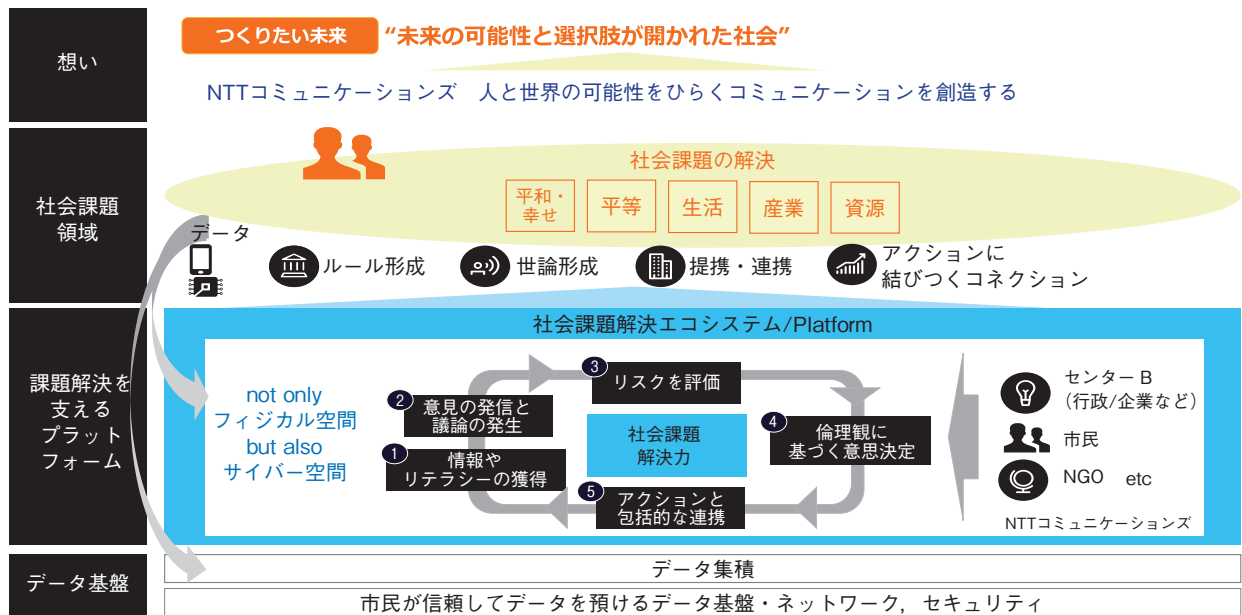 想い
つくりたい未来 “未来の可能性と選択肢が開かれた社会”
NTTコミュニケーションズ 人と世界の可能性をひらくコミュニケーションを創造する
社会課題
領域
社会課題の解決
平和・
幸せ
平等
生活
産業
資源
データ
ルール形成
世論形成
提携・連携
アクションに
結びつくコネクション
課題解決を
支える
プラット
フォーム
社会課題解決エコシステム/Platform
not only
フィジカル空間
but also
サイバー空間
1 情報や
リテラシーの獲得
2 意見の発信と
議論の発生
3 リスクを評価
4 倫理観に
基づく意思決定
5 アクションと
包括的な連携
社会課題
解決力
センター B
（行政/企業など）
市民
NGO etc
NTTコミュニケーションズ
データ基盤
データ集積
市民が信頼してデータを預けるデータ基盤・ネットワーク，セキュリティ